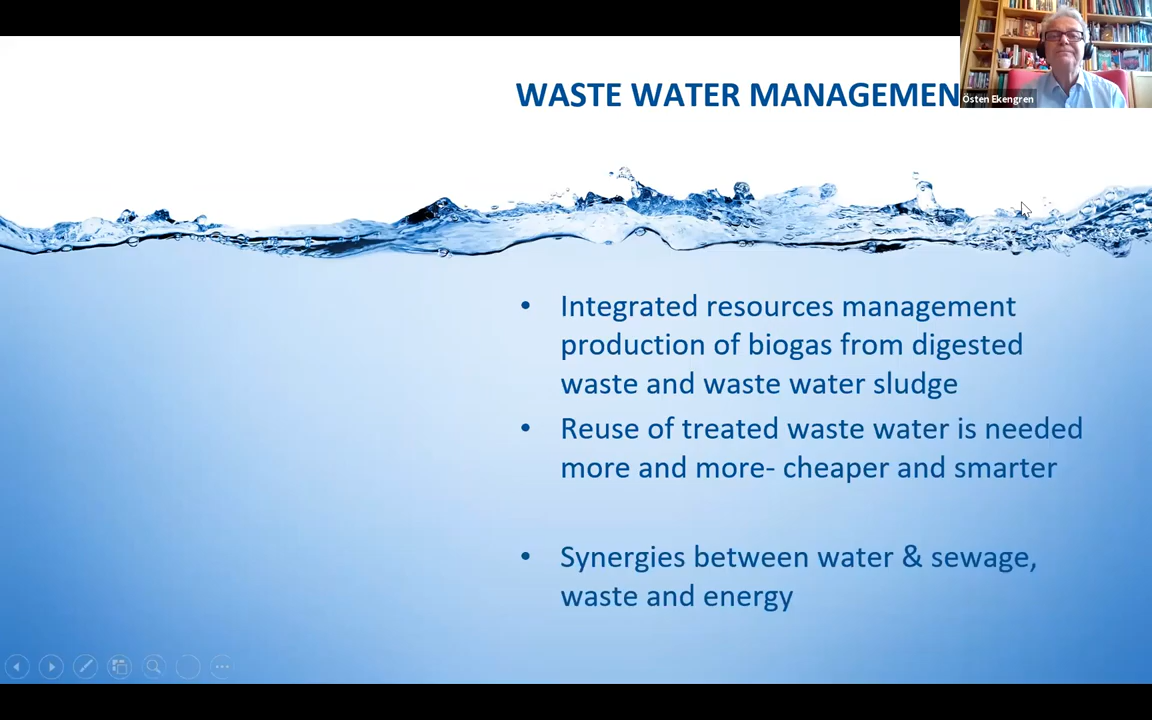 WASTE WATER MANAGEMEN
Östen Ekengren
• Integrated resources management
production of biogas from digested
waste and waste water sludge
• Reuse of treated waste water is needed
more and more- cheaper and smarter
• Synergies between water & sewage,
waste and energy